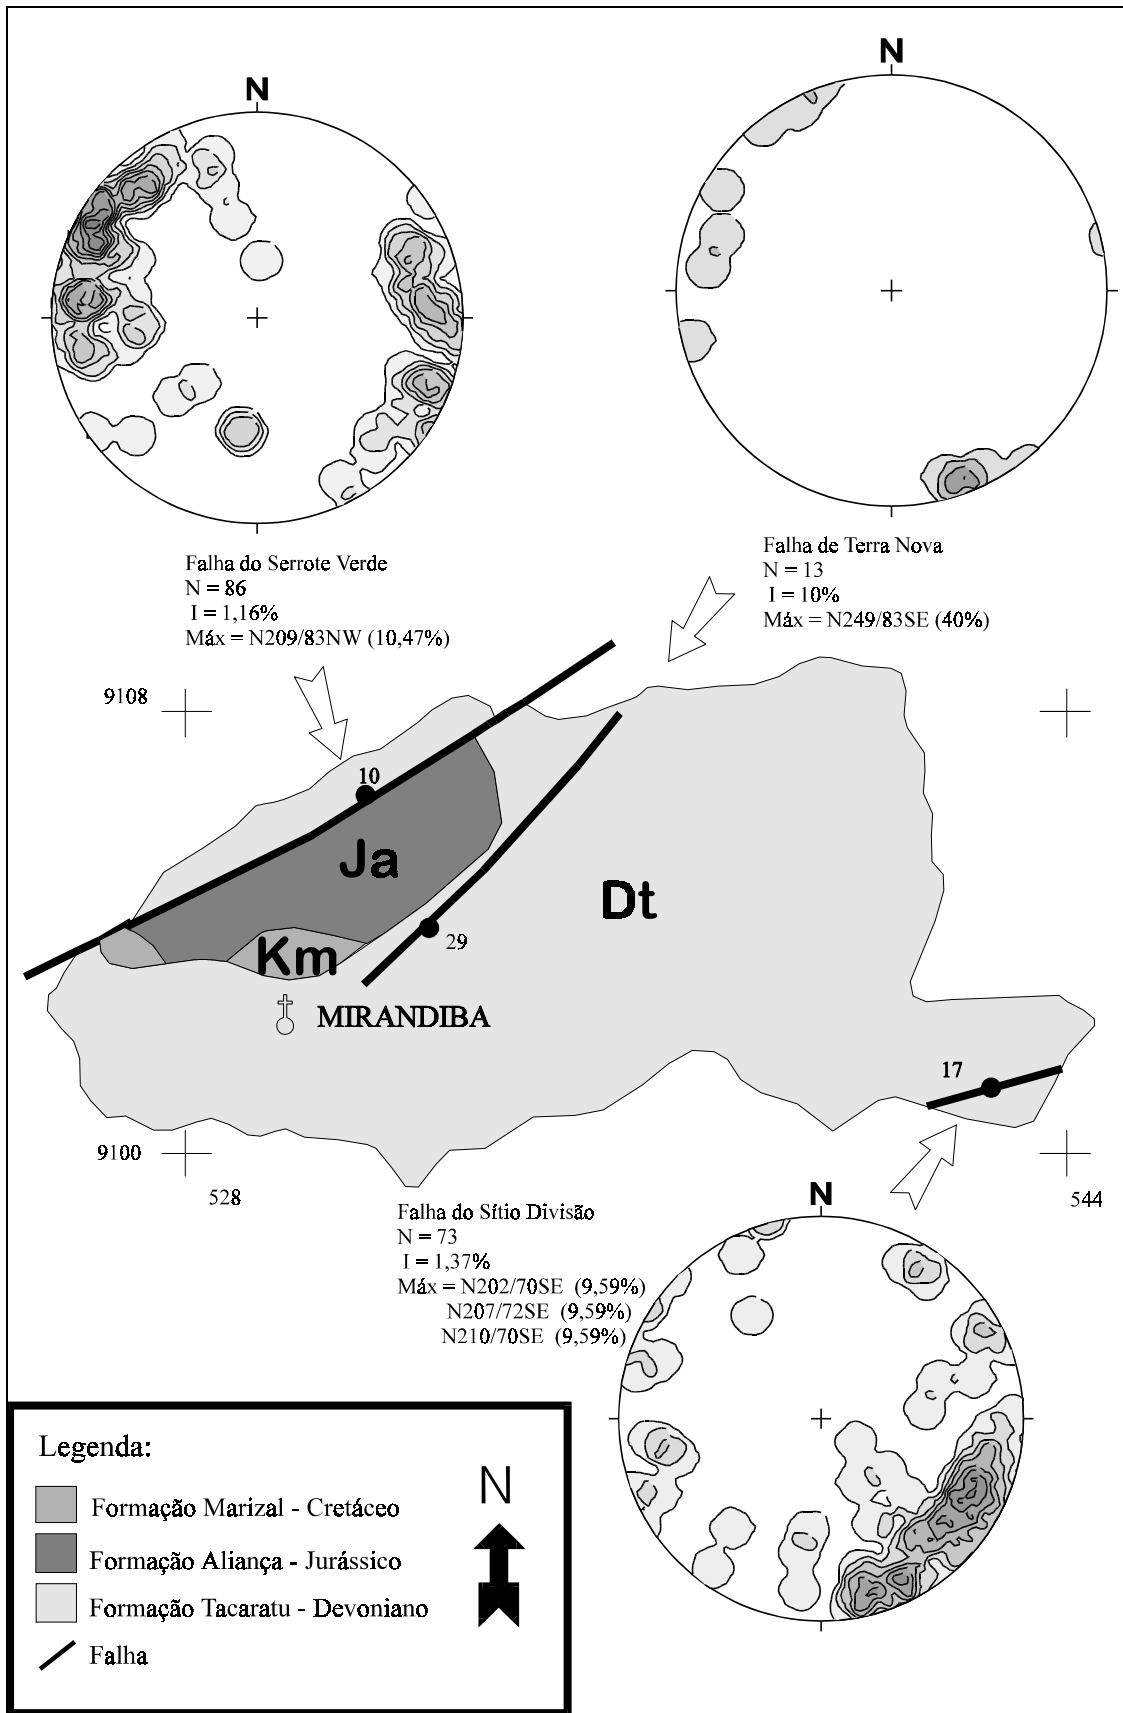 N
N
Falha do Serrote Verde
N = 86
I = 1,16%
Máx = N209/83NW (10,47%)
Falha de Terra Nova
N = 13
I = 10%
Máx = N249/83SE (40%)
9108
10
Ja
Dt
Km
29
MIRANDIBA
17
9100
528
544
Falha do Sítio Divisão
N = 73
I = 1,37%
Máx = N202/70SE (9,59%)
N207/72SE (9,59%)
N210/70SE (9,59%)
N
Legenda:
N
Formação Marizal - Cretáceo
Formação Aliança - Jurássico
Formação Tacaratu - Devoniano
Falha